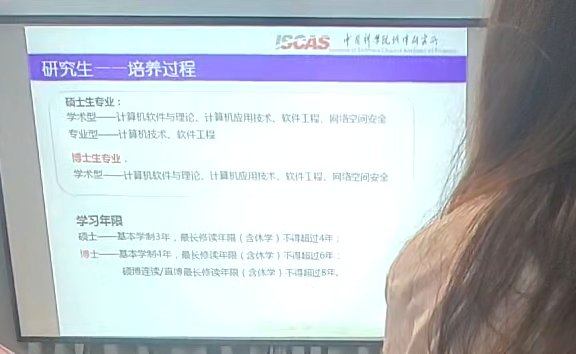 ISCAS 中国科学院软件研究所
研究生——培养过程
硕士生专业：
学术型——计算机软件与理论、计算机应用技术、软件工程、网络空间安全
专业型——计算机技术、软件工程
博士生专业：
学术型——计算机软件与理论、计算机应用技术、软件工程、网络空间安全
学习年限
硕士——基本学制3年，最长修读年限（含休学）不得超过4年；
博士——基本学制4年，最长修读年限（含休学）不得超过6年；
硕博连读/直博最长修读年限（含休学）不得超过8年。